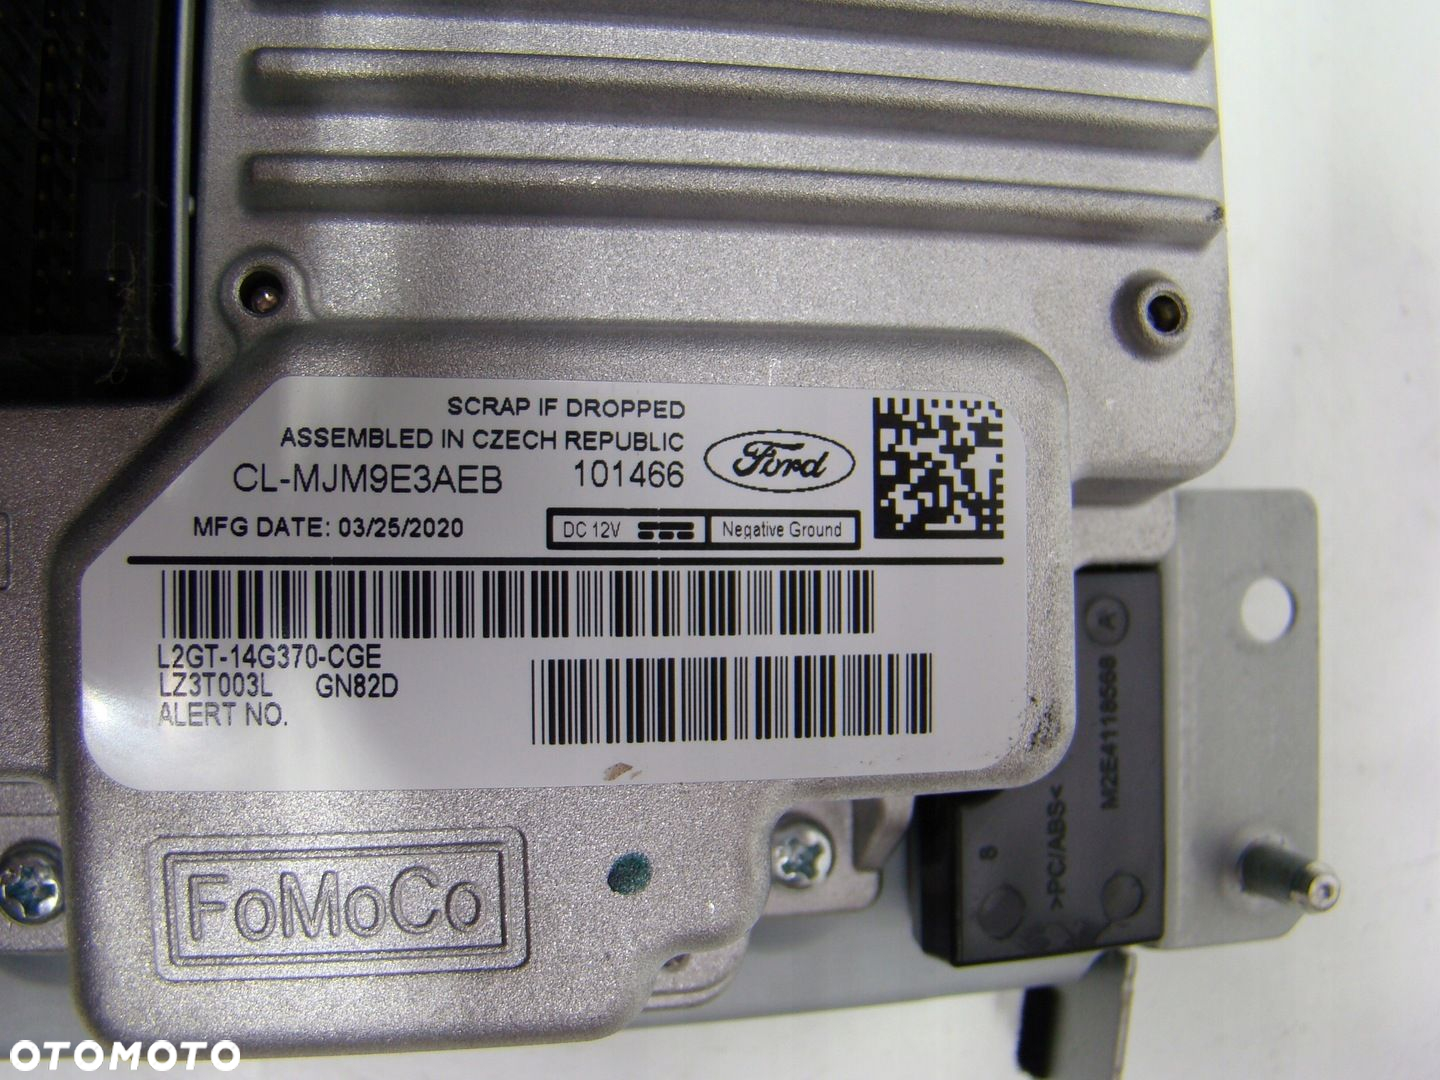 SCRAP IF DROPPED
ASSEMBLED IN CZECH REPUBLIC
CL-MJM9E3AEB 101466
Ford
MFG DATE: 03/25/2020
DC 12V Negative Ground
L2GT-14G370-CGE
LZ3T003L GN82D
ALERT NO.
FoMoCo
A
M2E4118568
>PC/ABS<
8
OTOMOTO